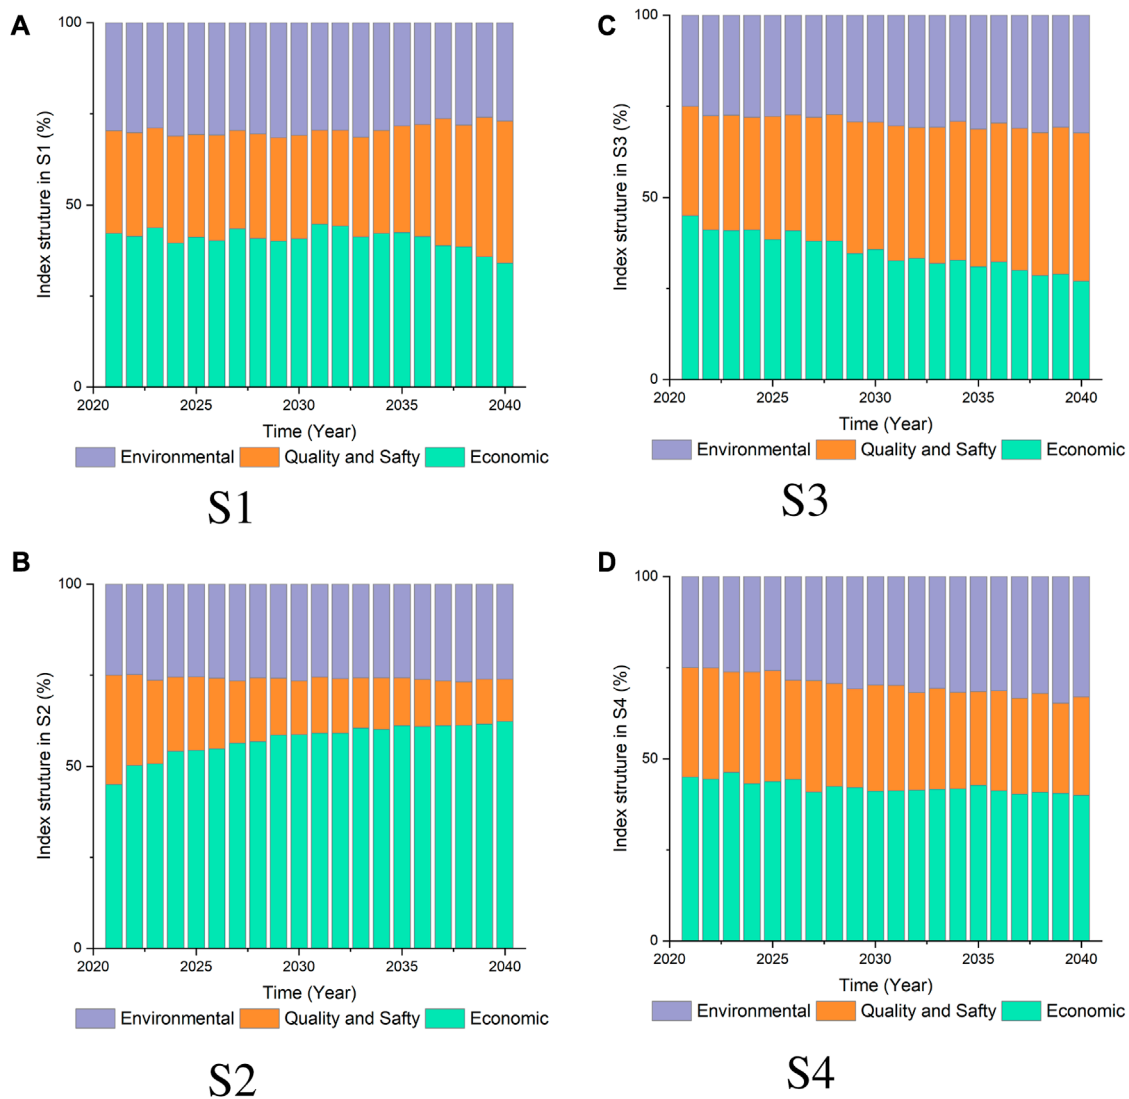 A
100
50
0
Index struture in S1 (%)
2020 2025 2030 2035 2040
Time (Year)
Environmental Quality and Safty Economic
S1
C
100
50
0
Index struture in S3 (%)
2020 2025 2030 2035 2040
Time (Year)
Environmental Quality and Safty Economic
S3
B
100
50
0
Index struture in S2 (%)
2020 2025 2030 2035 2040
Time (Year)
Environmental Quality and Safty Economic
S2
D
100
50
0
Index struture in S4 (%)
2020 2025 2030 2035 2040
Time (Year)
Environmental Quality and Safty Economic
S4